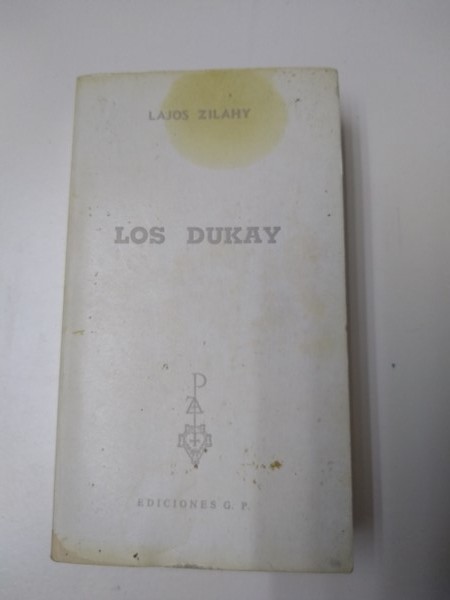 LAJOS ZILAHY
LOS DUKAY
P
EDICIONES G. P.